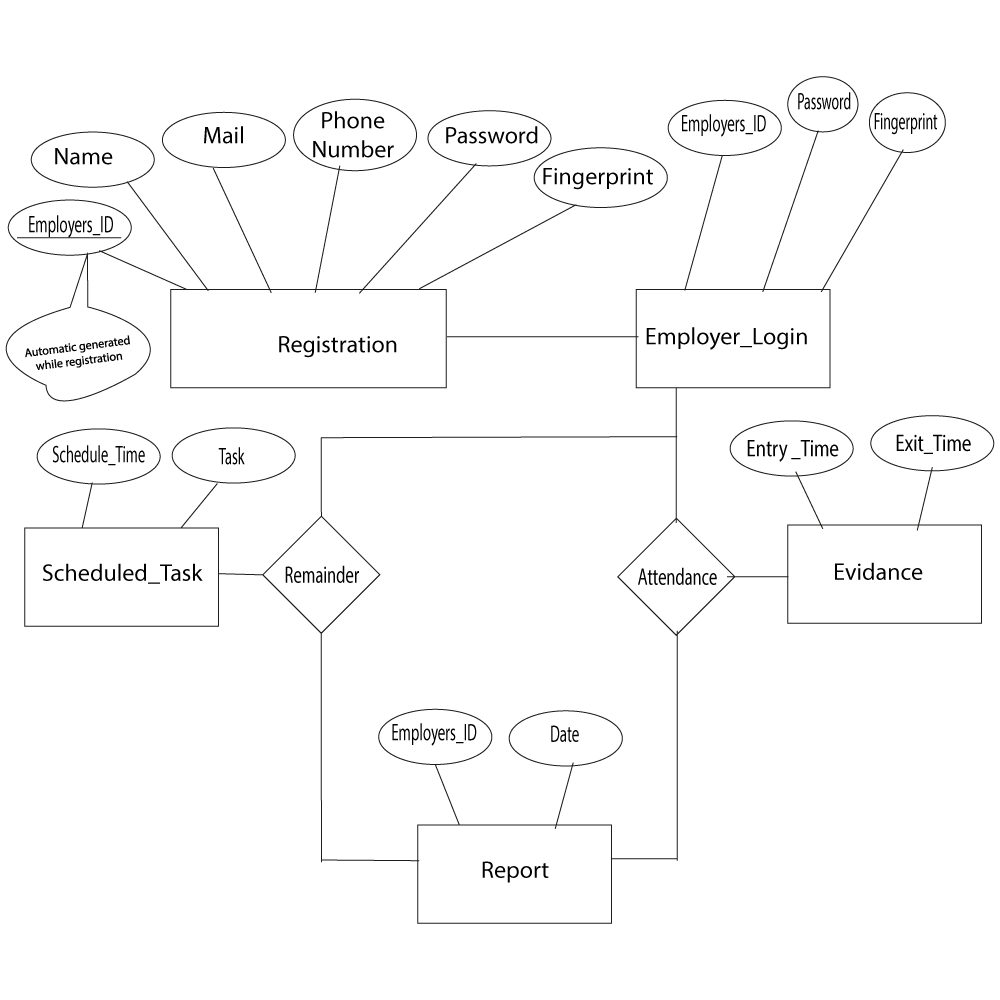 Name
Mail
Phone
Number
Password
Fingerprint
Employers_ID
Automatic generated
while registration
Registration
Employers_ID
Password
Fingerprint
Employer_Login
Schedule_Time
Task
Scheduled_Task
Remainder
Attendance
Entry _Time
Exit_Time
Evidance
Employers_ID
Date
Report